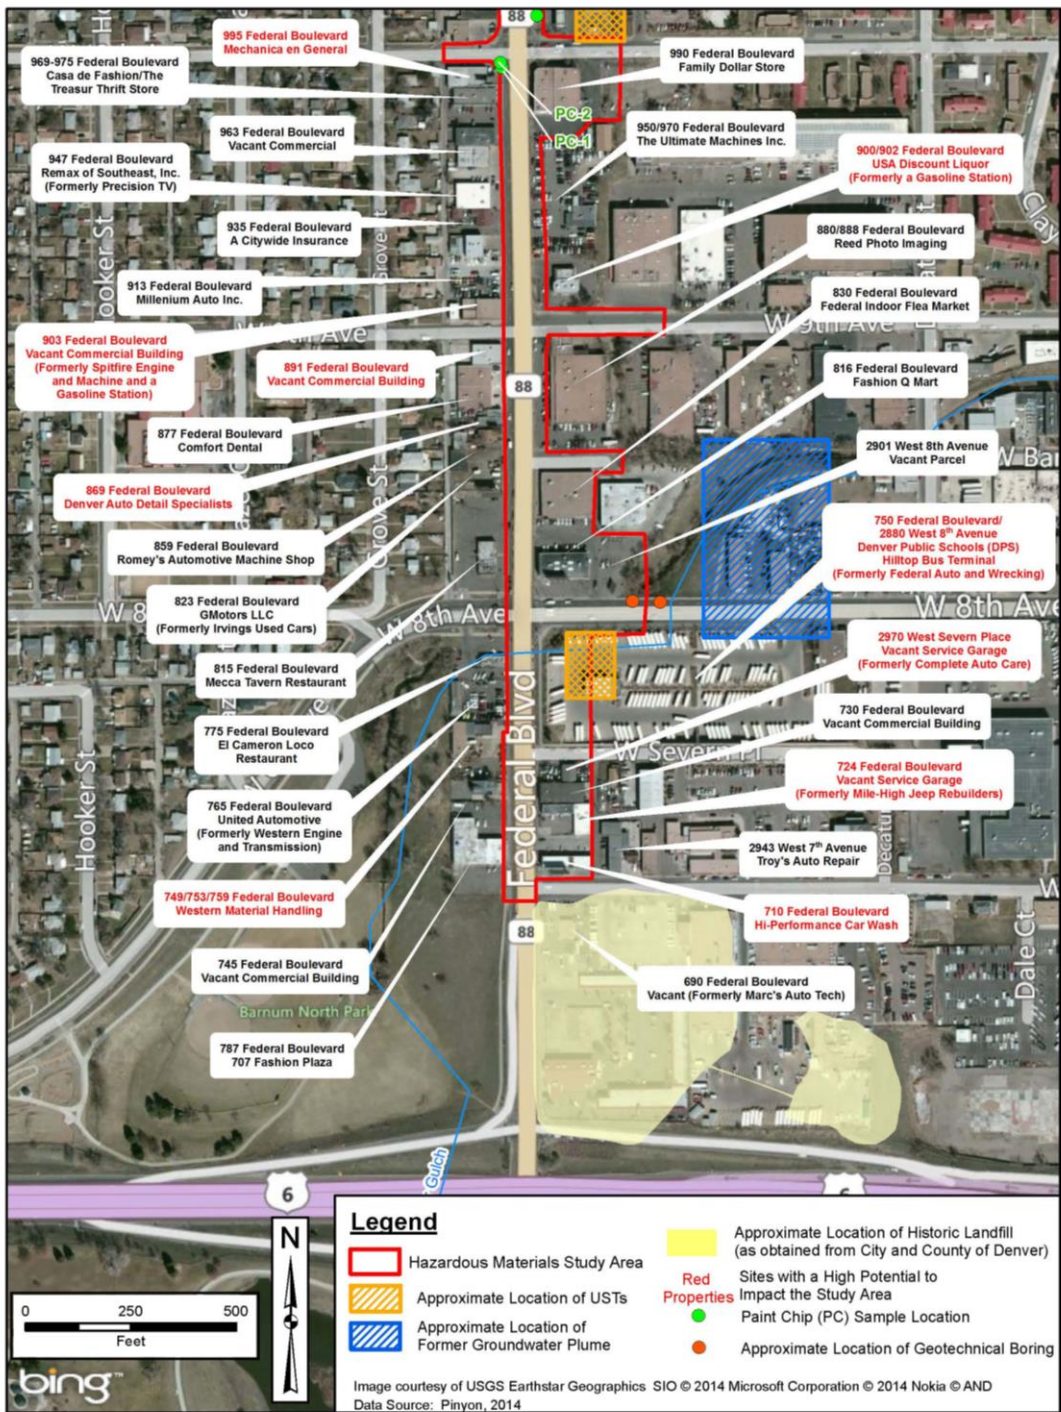 88
995 Federal Boulevard
Mechanica en General
969-975 Federal Boulevard
Casa de Fashion/The
Treasur Thrift Store
990 Federal Boulevard
Family Dollar Store
PC-2
PC-1
963 Federal Boulevard
Vacant Commercial
950/970 Federal Boulevard
The Ultimate Machines Inc.
947 Federal Boulevard
Remax of Southeast, Inc.
(Formerly Precision TV)
900/902 Federal Boulevard
USA Discount Liquor
(Formerly a Gasoline Station)
Clay
Hooker St
Grove St
935 Federal Boulevard
A Citywide Insurance
880/888 Federal Boulevard
Reed Photo Imaging
913 Federal Boulevard
Millenium Auto Inc.
830 Federal Boulevard
Federal Indoor Flea Market
W 9th Ave
903 Federal Boulevard
Vacant Commercial Building
(Formerly Spitfire Engine
and Machine and a
Gasoline Station)
891 Federal Boulevard
Vacant Commercial Building
88
816 Federal Boulevard
Fashion Q Mart
877 Federal Boulevard
Comfort Dental
2901 West 8th Avenue
Vacant Parcel
W Ba
869 Federal Boulevard
Denver Auto Detail Specialists
Grove St
750 Federal Boulevard/
2880 West 8th Avenue
Denver Public Schools (DPS)
Hilltop Bus Terminal
(Formerly Federal Auto and Wrecking)
859 Federal Boulevard
Romey's Automotive Machine Shop
823 Federal Boulevard
GMotors LLC
(Formerly Irvings Used Cars)
W 8
W 8th Ave
W 8th Ave
2970 West Severn Place
Vacant Service Garage
(Formerly Complete Auto Care)
815 Federal Boulevard
Mecca Tavern Restaurant
730 Federal Boulevard
Vacant Commercial Building
775 Federal Boulevard
El Cameron Loco
Restaurant
W Severn Pl
Hooker St
Federal Blvd
724 Federal Boulevard
Vacant Service Garage
(Formerly Mile-High Jeep Rebuilders)
765 Federal Boulevard
United Automotive
(Formerly Western Engine
and Transmission)
2943 West 7th Avenue
Troy's Auto Repair
Decatur
749/753/759 Federal Boulevard
Western Material Handling
W
710 Federal Boulevard
Hi-Performance Car Wash
88
Dale Ct
745 Federal Boulevard
Vacant Commercial Building
690 Federal Boulevard
Vacant (Formerly Marc's Auto Tech)
Barnum North Park
787 Federal Boulevard
707 Fashion Plaza
Gulch
6
6
N
0 250 500
Feet
bing™
Legend
Hazardous Materials Study Area
Approximate Location of USTs
Approximate Location of
Former Groundwater Plume
Approximate Location of Historic Landfill
(as obtained from City and County of Denver)
Red
Properties
Sites with a High Potential to
Impact the Study Area
Paint Chip (PC) Sample Location
Approximate Location of Geotechnical Boring
Image courtesy of USGS Earthstar Geographics SIO © 2014 Microsoft Corporation © 2014 Nokia © AND
Data Source: Pinyon, 2014